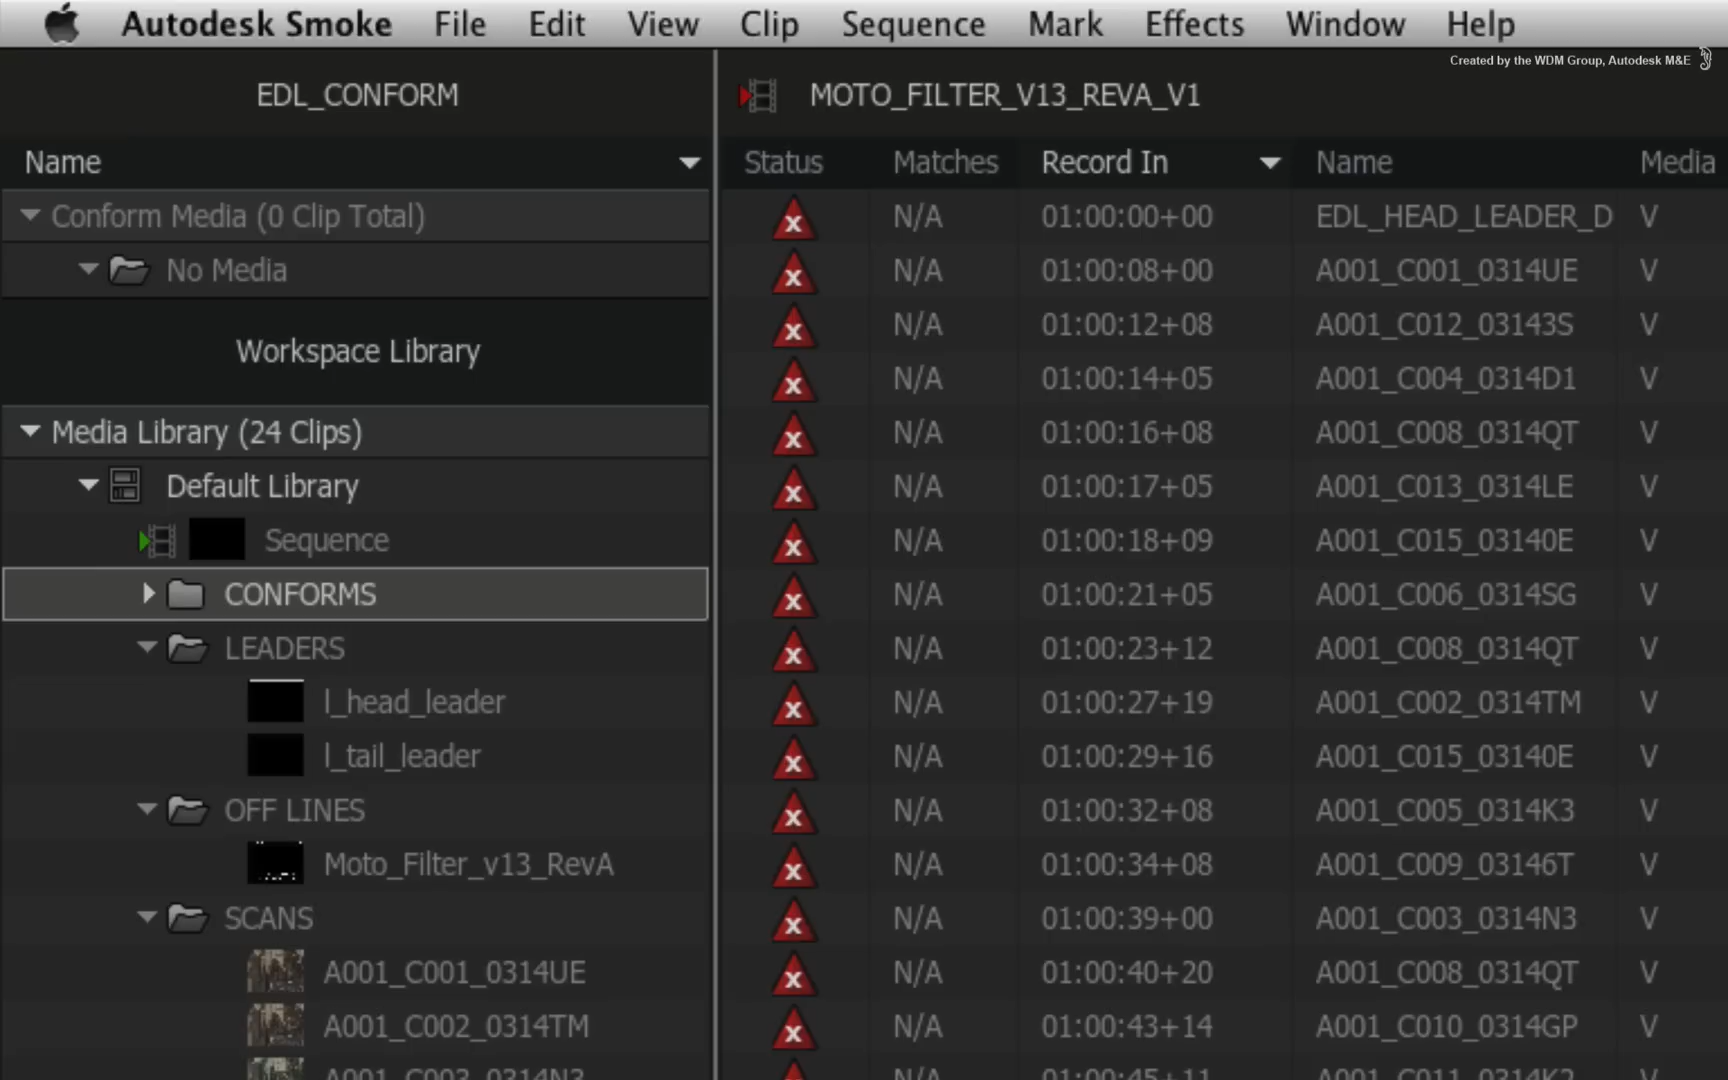 Autodesk Smoke File Edit View Clip Sequence Mark Effects Window Help
Created by the WDM Group, Autodesk M&E
EDL_CONFORM
Name
Conform Media (0 Clip Total)
No Media
Workspace Library
Media Library (24 Clips)
Default Library
Sequence
CONFORMS
LEADERS
l_head_leader
l_tail_leader
OFF LINES
Moto_Filter_v13_RevA
SCANS
A001_C001_0314UE
A001_C002_0314TM
A001_C003_0314N3
MOTO_FILTER_V13_REVA_V1
Status Matches Record In Name Media
N/A 01:00:00+00 EDL_HEAD_LEADER_D V
N/A 01:00:08+00 A001_C001_0314UE V
N/A 01:00:12+08 A001_C012_03143S V
N/A 01:00:14+05 A001_C004_0314D1 V
N/A 01:00:16+08 A001_C008_0314QT V
N/A 01:00:17+05 A001_C013_0314LE V
N/A 01:00:18+09 A001_C015_03140E V
N/A 01:00:21+05 A001_C006_0314SG V
N/A 01:00:23+12 A001_C008_0314QT V
N/A 01:00:27+19 A001_C002_0314TM V
N/A 01:00:29+16 A001_C015_03140E V
N/A 01:00:32+08 A001_C005_0314K3 V
N/A 01:00:34+08 A001_C009_03146T V
N/A 01:00:39+00 A001_C003_0314N3 V
N/A 01:00:40+20 A001_C008_0314QT V
N/A 01:00:43+14 A001_C010_0314GP V
N/A 01:00:45+11 A001_C011_0314K2 V